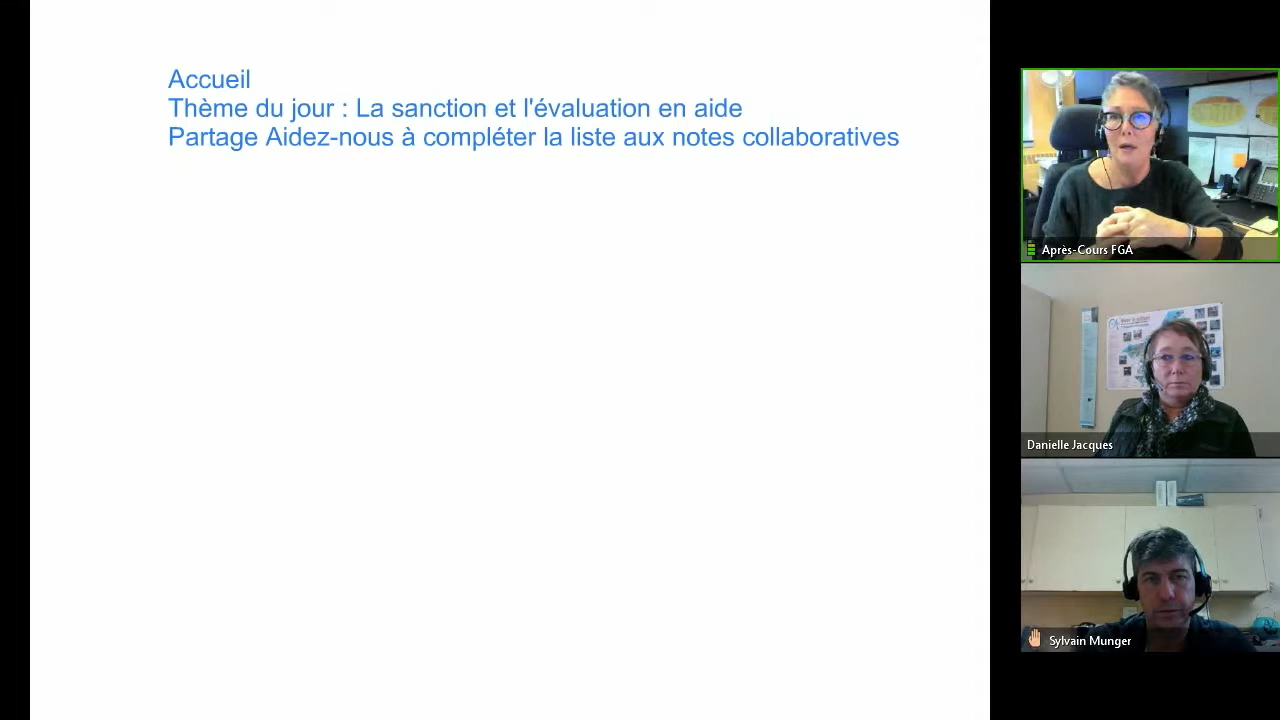 Accueil
Thème du jour : La sanction et l'évaluation en aide
Partage Aidez-nous à compléter la liste aux notes collaboratives
Après-Cours FGA
Danielle Jacques
Sylvain Munger